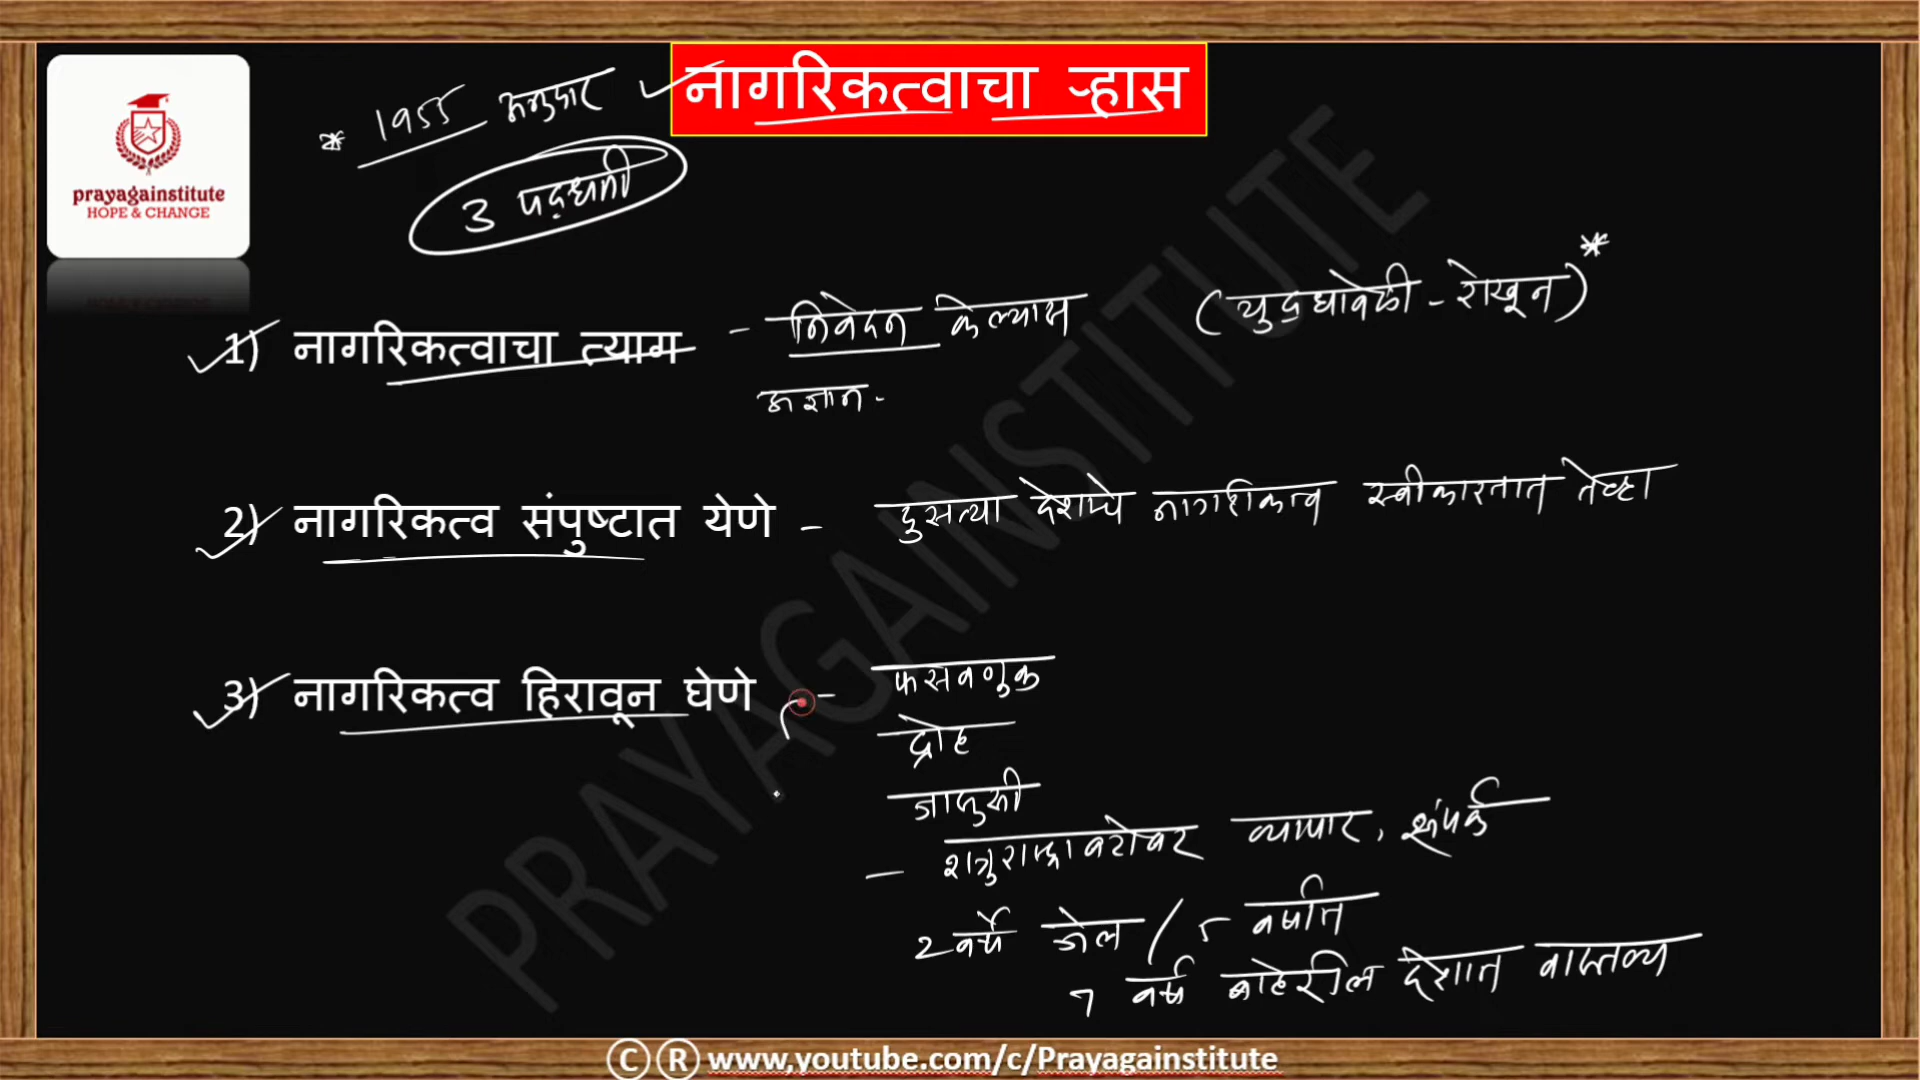 नागरिकत्वाचा ऱ्हास
prayagainstitute
HOPE & CHANGE
* 1955 नुसार
3 पद्धती
1) नागरिकत्वाचा त्याग - निवेदन केल्यास (युद्धावेळी - रोखून)*
अज्ञान -
2) नागरिकत्व संपुष्टात येणे - दुसऱ्या देशाचे नागरिकत्व स्वीकारतात तेव्हा
3) नागरिकत्व हिरावून घेणे - फसवणुक
द्रोह
जासुसी
- शत्रुराष्ट्राबरोबर व्यापार, संपर्क
2 वर्षे जेल / 5 वर्षात
7 वर्ष बाहेरील देशात वास्तव्य
PRAYAGAINSTITUTE
© ® www.youtube.com/c/Prayagainstitute